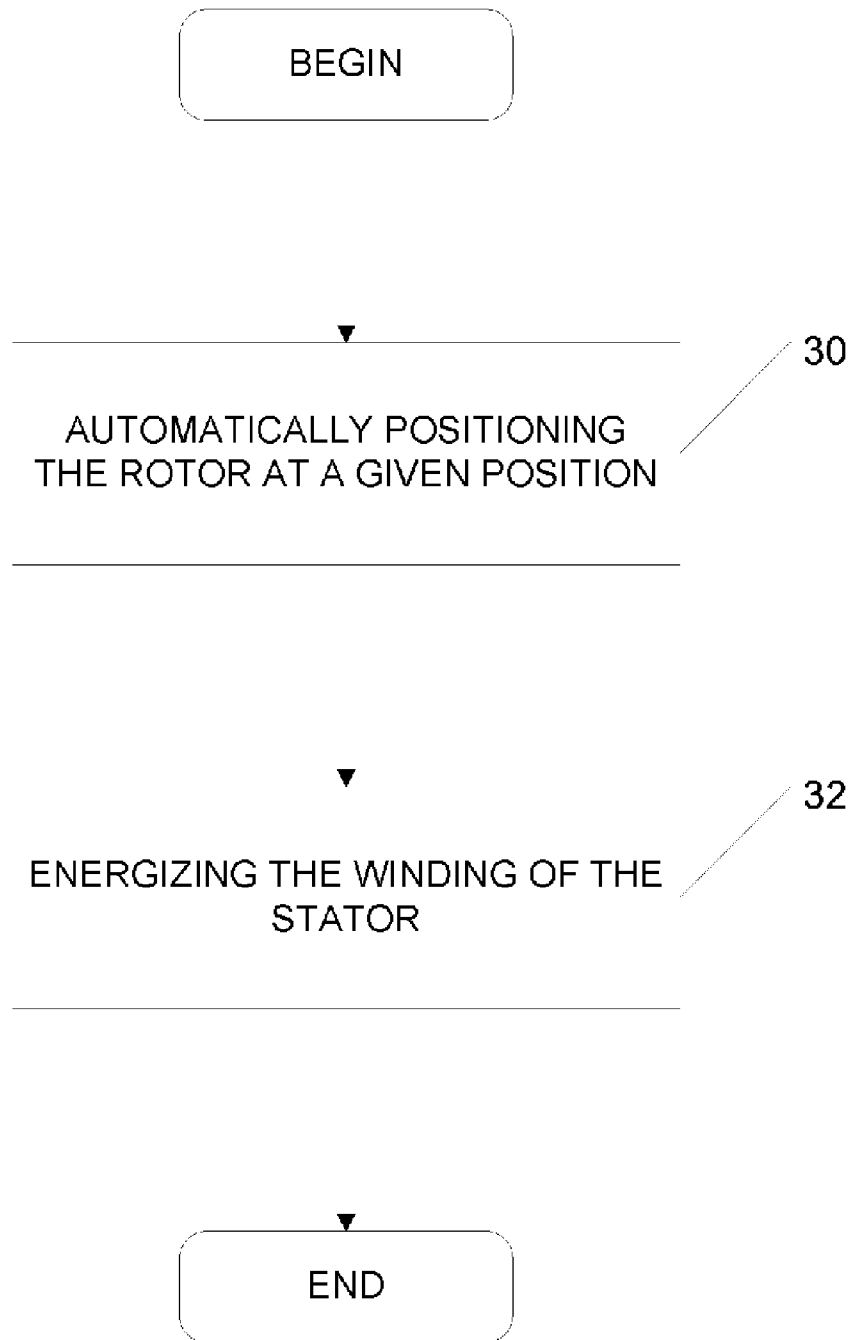 BEGIN
30
AUTOMATICALLY POSITIONING
THE ROTOR AT A GIVEN POSITION
32
ENERGIZING THE WINDING OF THE
STATOR
END